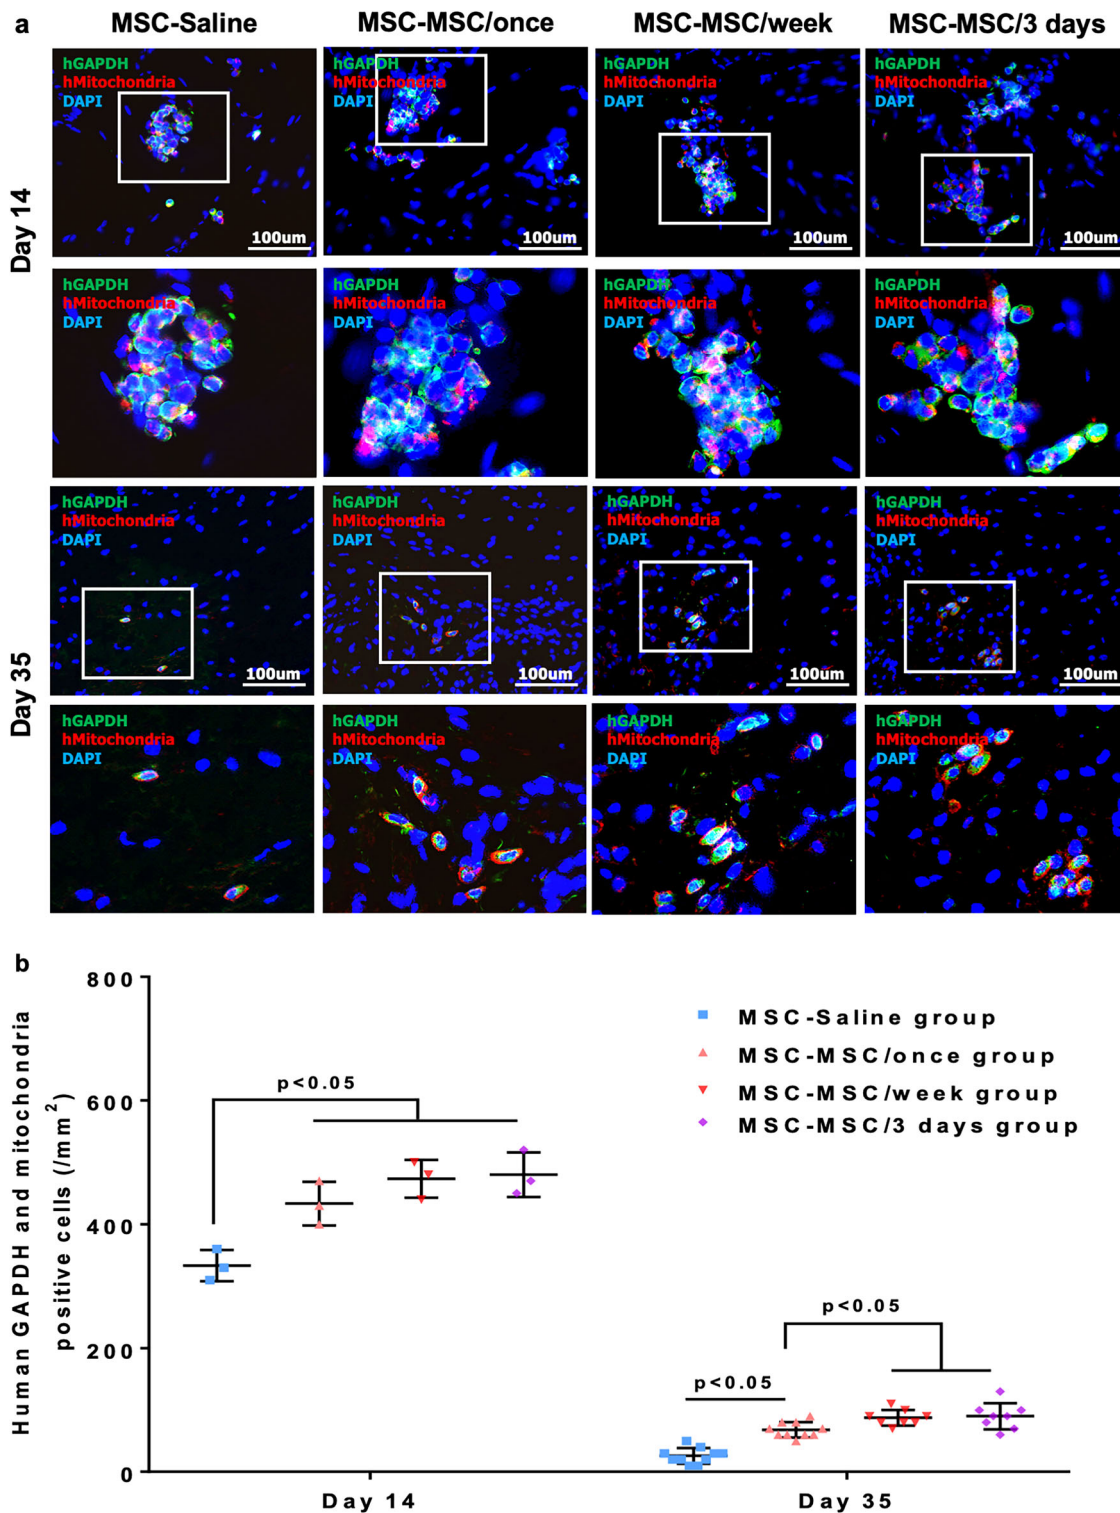 a
MSC-Saline
MSC-MSC/once
MSC-MSC/week
MSC-MSC/3 days
Day 14
hGAPDH
hMitochondria
DAPI
100um
hGAPDH
hMitochondria
DAPI
100um
hGAPDH
hMitochondria
DAPI
100um
hGAPDH
hMitochondria
DAPI
100um
hGAPDH
hMitochondria
DAPI
hGAPDH
hMitochondria
DAPI
hGAPDH
hMitochondria
DAPI
hGAPDH
hMitochondria
DAPI
Day 35
hGAPDH
hMitochondria
DAPI
100um
hGAPDH
hMitochondria
DAPI
100um
hGAPDH
hMitochondria
DAPI
100um
hGAPDH
hMitochondria
DAPI
100um
hGAPDH
hMitochondria
DAPI
hGAPDH
hMitochondria
DAPI
hGAPDH
hMitochondria
DAPI
hGAPDH
hMitochondria
DAPI
b
Human GAPDH and mitochondria
positive cells (/mm²)
800
600
400
200
0
MSC-Saline group
MSC-MSC/once group
MSC-MSC/week group
MSC-MSC/3 days group
p<0.05
p<0.05
p<0.05
Day 14
Day 35